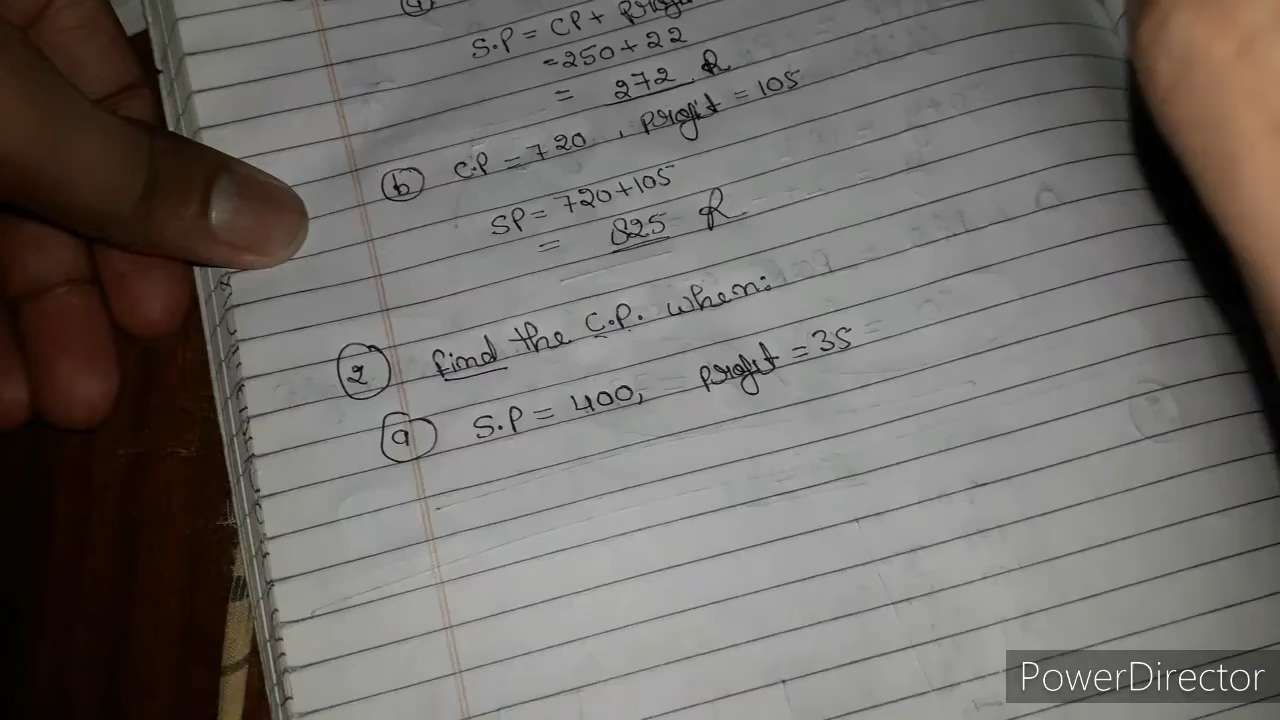 (a)
S.P = CP + profit
= 250 + 22
= 272 . R
(b) C.P = 720 , profit = 105
SP = 720 + 105
= 825 R
(2) find the C.P. when:
(a) S.P = 400, profit = 35
PowerDirector